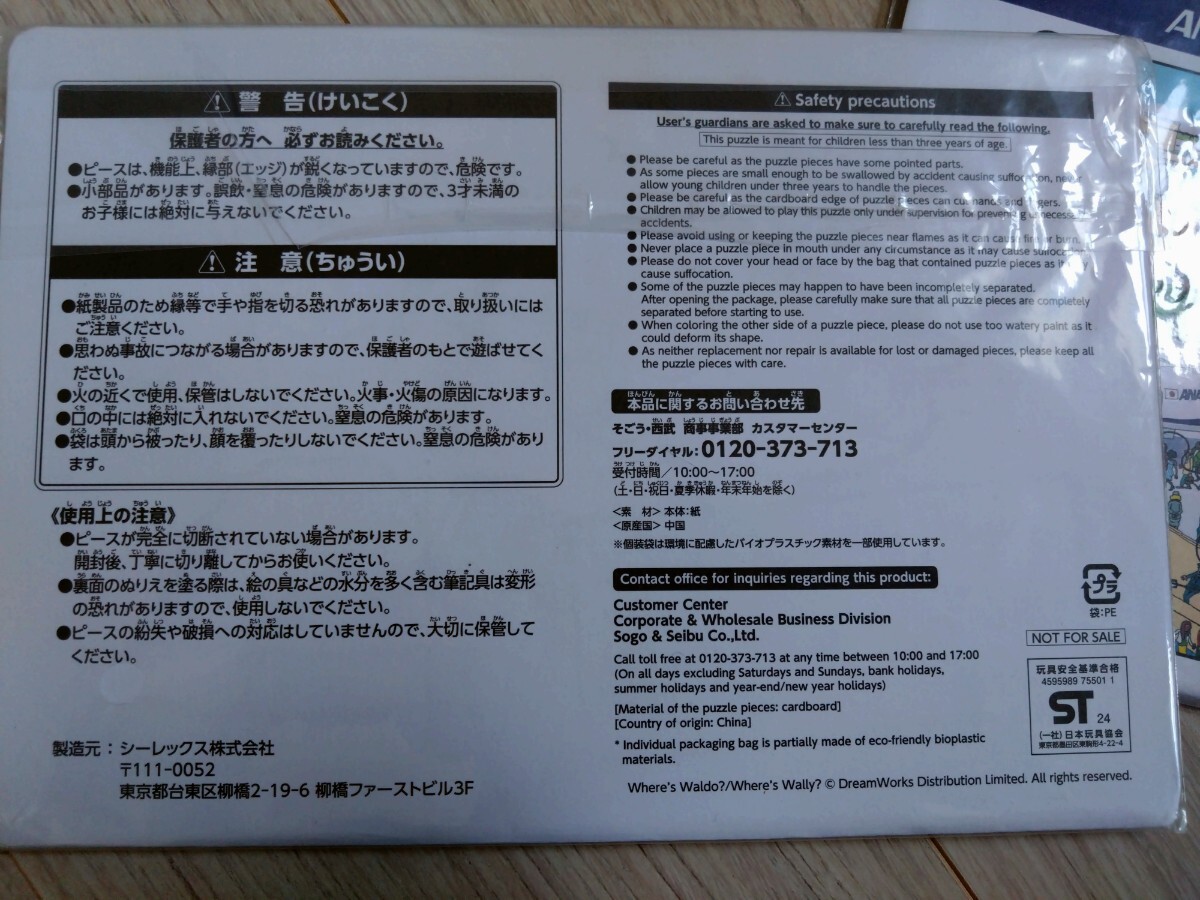 ⚠ 警 告(けいこく)
保護者の方へ 必ずお読みください。
●ピースは、機能上、縁部(エッジ)が鋭くなっていますので、危険です。
●小部品があります。誤飲・窒息の危険がありますので、3才未満の
お子様には絶対に与えないでください。
⚠ 注 意(ちゅうい)
●紙製品のため縁等で手や指を切る恐れがありますので、取り扱いには
ご注意ください。
●思わぬ事故につながる場合がありますので、保護者のもとで遊ばせてく
ださい。
●火の近くで使用、保管はしないでください。火事・火傷の原因になります。
●口の中には絶対に入れないでください。窒息の危険があります。
●袋は頭から被ったり、顔を覆ったりしないでください。窒息の危険があり
ます。
《使用上の注意》
●ピースが完全に切断されていない場合があります。
開封後、丁寧に切り離してからお使いください。
●裏面のぬりえを塗る際は、絵の具などの水分を多く含む筆記具は変形
の恐れがありますので、使用しないでください。
●ピースの紛失や破損への対応はしていませんので、大切に保管して
ください。
製造元：シーレックス株式会社
〒111-0052
東京都台東区柳橋2-19-6 柳橋ファーストビル3F
⚠ Safety precautions
User's guardians are asked to make sure to carefully read the following.
This puzzle is meant for children less than three years of age.
● Please be careful as the puzzle pieces have some pointed parts.
● As some pieces are small enough to be swallowed by accident causing suffocation, never
allow young children under three years to handle the pieces.
● Please be careful as the cardboard edge of puzzle pieces can cut hands and fingers.
● Children may be allowed to play this puzzle only under supervision for preventing unnecessary
accidents.
● Please avoid using or keeping the puzzle pieces near flames as it can cause fire or burn.
● Never place a puzzle piece in mouth under any circumstance as it may cause suffocation.
● Please do not cover your head or face by the bag that contained puzzle pieces as it may
cause suffocation.
● Some of the puzzle pieces may happen to have been incompletely separated.
After opening the package, please carefully make sure that all puzzle pieces are completely
separated before starting to use.
● When coloring the other side of a puzzle piece, please do not use too watery paint as it
could deform its shape.
● As neither replacement nor repair is available for lost or damaged pieces, please keep all
the puzzle pieces with care.
本品に関するお問い合わせ先
そごう・西武 商事事業部 カスタマーセンター
フリーダイヤル：0120-373-713
受付時間／10:00～17:00
(土・日・祝日・夏季休暇・年末年始を除く)
＜素 材＞本体：紙
＜原産国＞中国
※個装袋は環境に配慮したバイオプラスチック素材を一部使用しています。
Contact office for inquiries regarding this product:
Customer Center
Corporate & Wholesale Business Division
Sogo & Seibu Co.,Ltd.
Call toll free at 0120-373-713 at any time between 10:00 and 17:00
(On all days excluding Saturdays and Sundays, bank holidays,
summer holidays and year-end/new year holidays)
[Material of the puzzle pieces: cardboard]
[Country of origin: China]
* Individual packaging bag is partially made of eco-friendly bioplastic
materials.
プラ
袋：PE
NOT FOR SALE
玩具安全基準合格
4595989 75501 1
ST 24
(一社)日本玩具協会
東京都墨田区東駒形4-22-4
Where's Waldo?/Where's Wally? © DreamWorks Distribution Limited. All rights reserved.
ANA